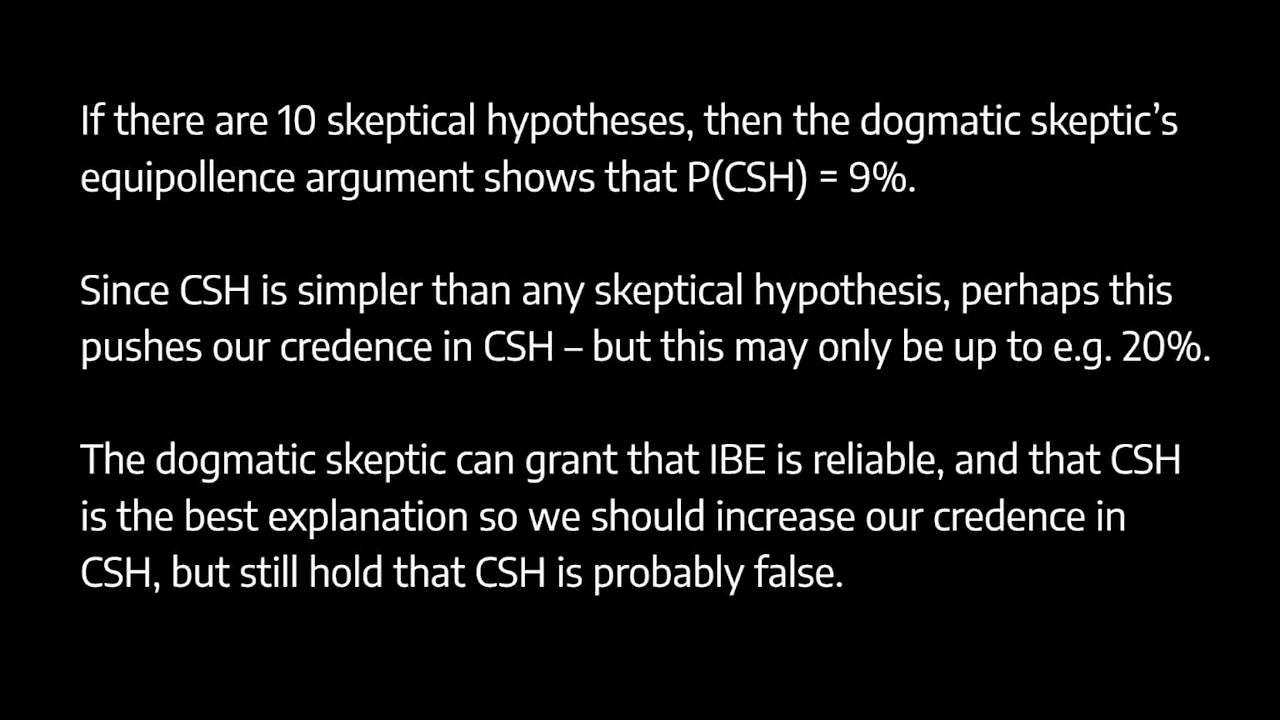 If there are 10 skeptical hypotheses, then the dogmatic skeptic’s
equipollence argument shows that P(CSH) = 9%.
Since CSH is simpler than any skeptical hypothesis, perhaps this
pushes our credence in CSH – but this may only be up to e.g. 20%.
The dogmatic skeptic can grant that IBE is reliable, and that CSH
is the best explanation so we should increase our credence in
CSH, but still hold that CSH is probably false.